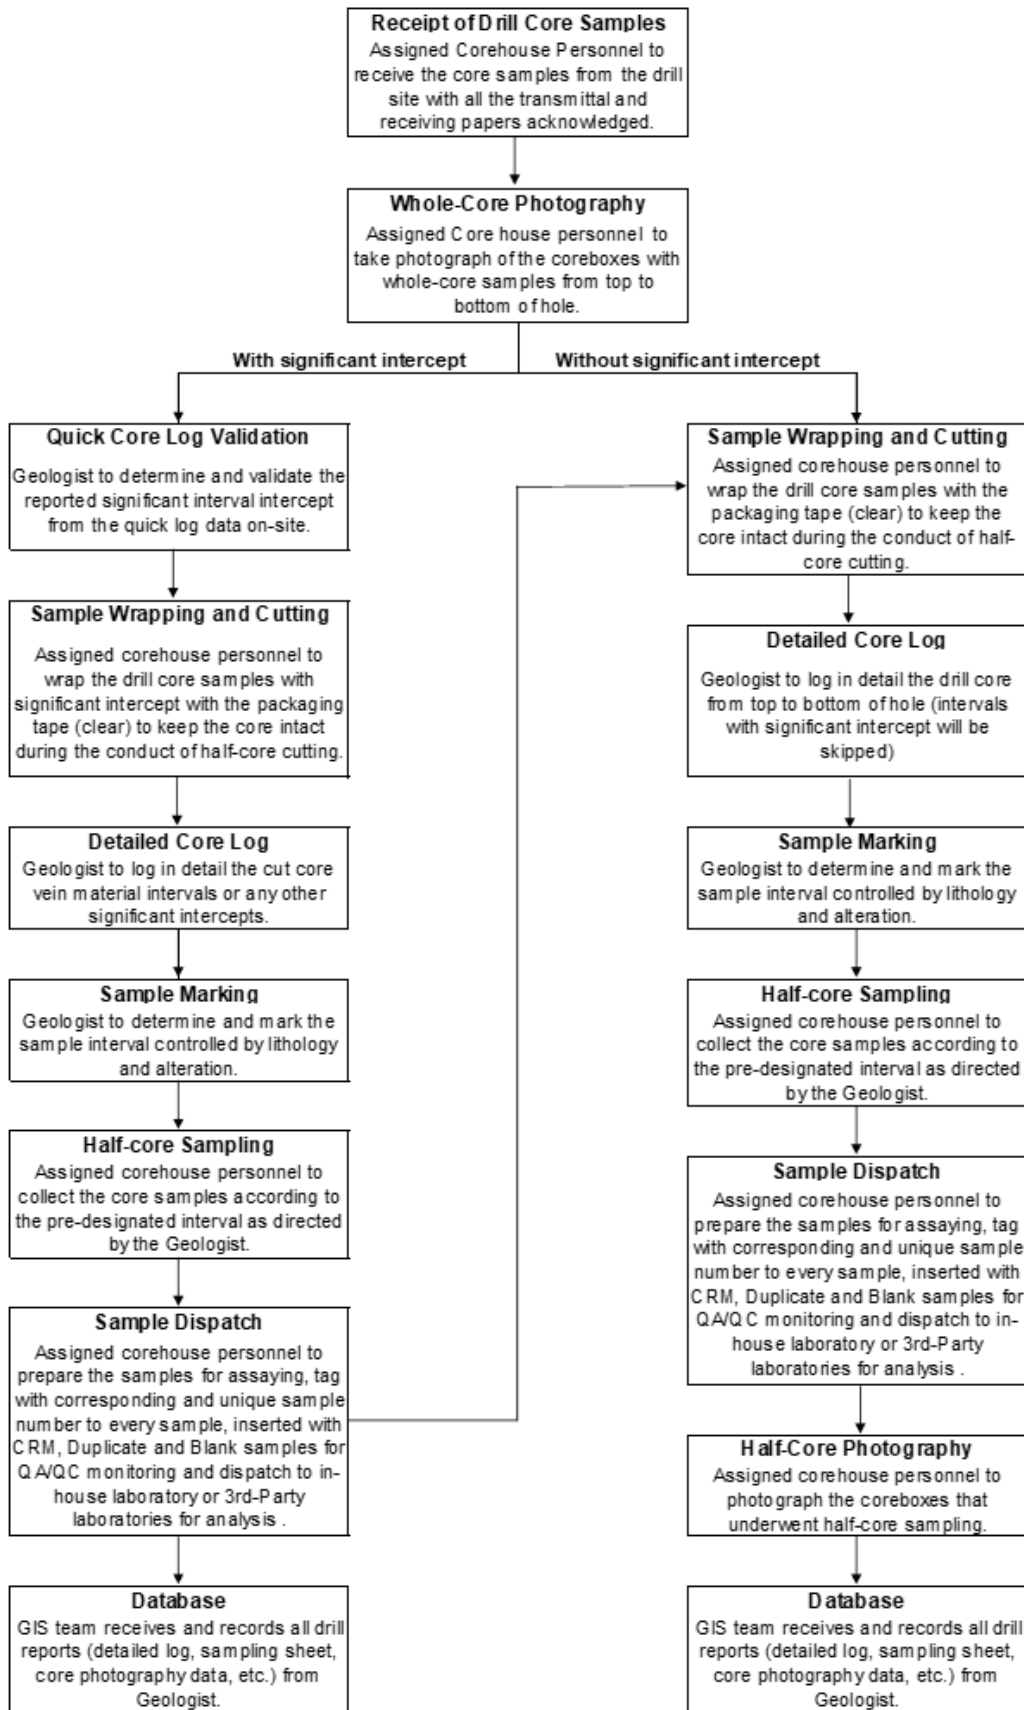 Receipt of Drill Core Samples
Assigned Corehouse Personnel to
receive the core samples from the drill
site with all the transmittal and
receiving papers acknowledged.
Whole-Core Photography
Assigned Core house personnel to
take photograph of the coreboxes with
whole-core samples from top to
bottom of hole.
With significant intercept
Without significant intercept
Quick Core Log Validation
Geologist to determine and validate the
reported significant interval intercept
from the quick log data on-site.
Sample Wrapping and Cutting
Assigned corehouse personnel to
wrap the drill core samples with
significant intercept with the packaging
tape (clear) to keep the core intact
during the conduct of half-core cutting.
Detailed Core Log
Geologist to log in detail the cut core
vein material intervals or any other
significant intercepts.
Sample Marking
Geologist to determine and mark the
sample interval controlled by lithology
and alteration.
Half-core Sampling
Assigned corehouse personnel to
collect the core samples according to
the pre-designated interval as directed
by the Geologist.
Sample Dispatch
Assigned corehouse personnel to
prepare the samples for assaying, tag
with corresponding and unique sample
number to every sample, inserted with
CRM, Duplicate and Blank samples for
QA/QC monitoring and dispatch to in-
house laboratory or 3rd-Party
laboratories for analysis .
Database
GIS team receives and records all drill
reports (detailed log, sampling sheet,
core photography data, etc.) from
Geologist.
Sample Wrapping and Cutting
Assigned corehouse personnel to
wrap the drill core samples with the
packaging tape (clear) to keep the
core intact during the conduct of half-
core cutting.
Detailed Core Log
Geologist to log in detail the drill core
from top to bottom of hole (intervals
with significant intercept will be
skipped)
Sample Marking
Geologist to determine and mark the
sample interval controlled by lithology
and alteration.
Half-core Sampling
Assigned corehouse personnel to
collect the core samples according to
the pre-designated interval as directed
by the Geologist.
Sample Dispatch
Assigned corehouse personnel to
prepare the samples for assaying, tag
with corresponding and unique sample
number to every sample, inserted with
CRM, Duplicate and Blank samples for
QA/QC monitoring and dispatch to in-
house laboratory or 3rd-Party
laboratories for analysis .
Half-Core Photography
Assigned corehouse personnel to
photograph the coreboxes that
underwent half-core sampling.
Database
GIS team receives and records all drill
reports (detailed log, sampling sheet,
core photography data, etc.) from
Geologist.